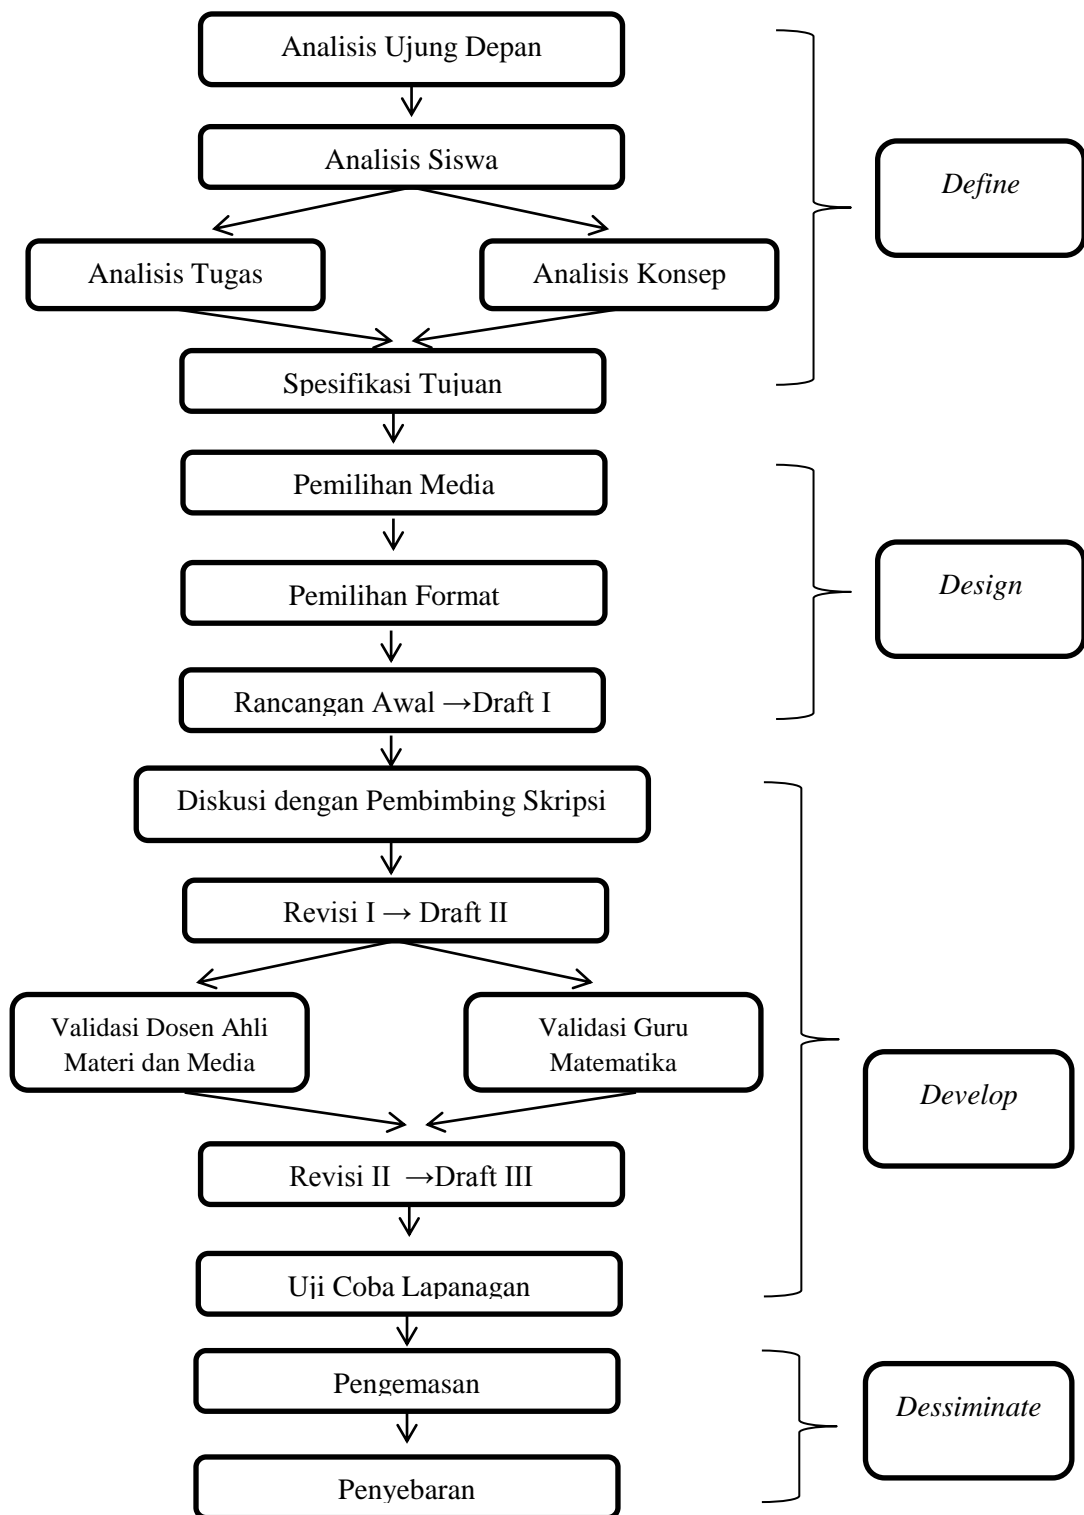 Analisis Ujung Depan
Analisis Siswa
Define
Analisis Tugas
Analisis Konsep
Spesifikasi Tujuan
Pemilihan Media
Pemilihan Format
Design
Rancangan Awal →Draft I
Diskusi dengan Pembimbing Skripsi
Revisi I → Draft II
Validasi Dosen Ahli
Materi dan Media
Validasi Guru
Matematika
Develop
Revisi II →Draft III
Uji Coba Lapanagan
Pengemasan
Dessiminate
Penyebaran